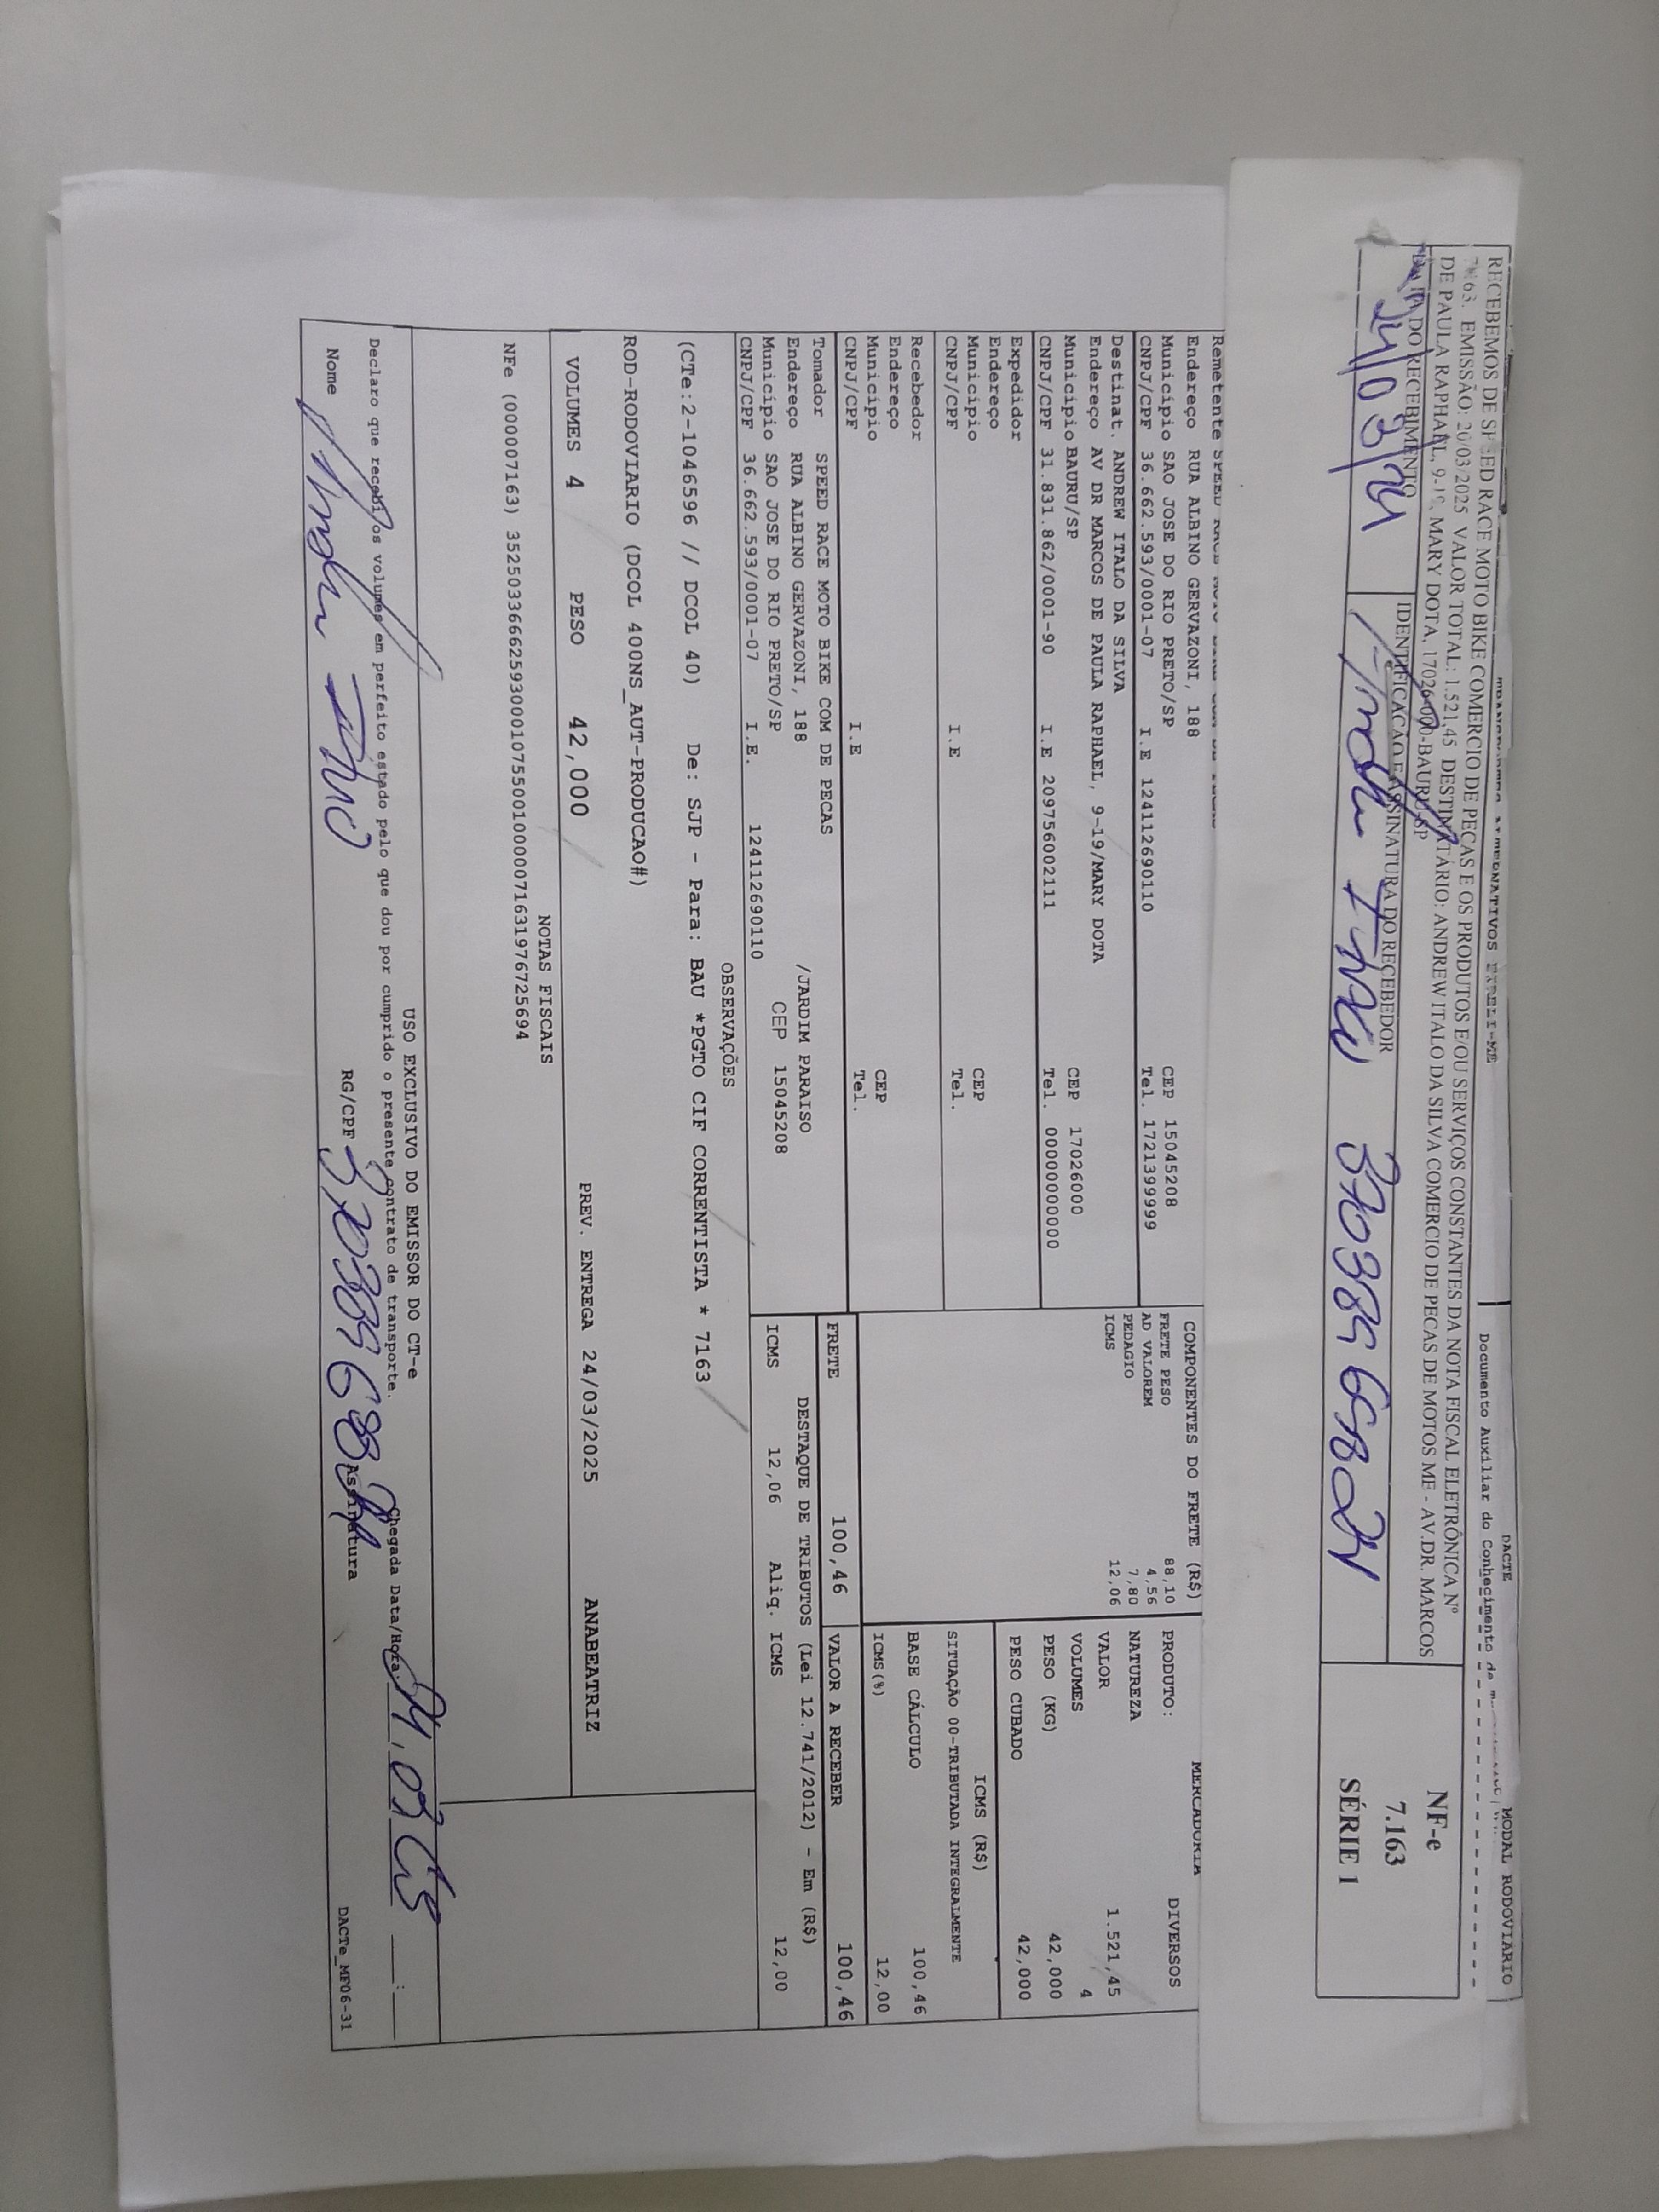 DACTE
MODAL RODOVIÁRIO
Documento Auxiliar do Conhecimento de
RECEBEMOS DE SPEED RACE MOTO BIKE COMERCIO DE PEÇAS E OS PRODUTOS E/OU SERVIÇOS CONSTANTES DA NOTA FISCAL ELETRÔNICA Nº
7163. EMISSÃO: 20/03/2025 VALOR TOTAL: 1.521,45 DESTINATÁRIO: ANDREW ITALO DA SILVA COMERCIO DE PECAS DE MOTOS ME - AV.DR. MARCOS
DE PAULA RAPHAEL, 9-19, MARY DOTA, 17026-000-BAURU-SP
DATA DO RECEBIMENTO
IDENTIFICAÇÃO E ASSINATURA DO RECEBEDOR
24/03/24
NF-e
7.163
SÉRIE 1
Endereço RUA ALBINO GERVAZONI, 188
Município SAO JOSE DO RIO PRETO/SP CEP 15045208
CNPJ/CPF 36.662.593/0001-07 I.E 124112690110 Tel. 1721399999
Destinat. ANDREW ITALO DA SILVA
Endereço AV DR MARCOS DE PAULA RAPHAEL, 9-19/MARY DOTA
Município BAURU/SP CEP 17026000
CNPJ/CPF 31.831.862/0001-90 I.E 209756002111 Tel. 00000000000
Expedidor
Endereço
Município CEP
CNPJ/CPF I.E Tel.
Recebedor
Endereço
Município CEP
CNPJ/CPF I.E Tel.
Tomador SPEED RACE MOTO BIKE COM DE PECAS
Endereço RUA ALBINO GERVAZONI, 188 /JARDIM PARAISO
Município SAO JOSE DO RIO PRETO/SP CEP 15045208
CNPJ/CPF 36.662.593/0001-07 I.E. 124112690110
COMPONENTES DO FRETE (R$)
FRETE PESO 88,10
AD VALOREM 4,56
PEDAGIO 7,80
ICMS 12,06
MERCADORIA
PRODUTO: DIVERSOS
NATUREZA
VALOR 1.521,45
VOLUMES 4
PESO (KG) 42,000
PESO CUBADO 42,000
ICMS (R$)
SITUAÇÃO 00-TRIBUTADA INTEGRALMENTE
BASE CÁLCULO 100,46
ICMS(%) 12,00
FRETE 100,46 VALOR A RECEBER 100,46
DESTAQUE DE TRIBUTOS (Lei 12.741/2012) - Em (R$)
ICMS 12,06 Aliq. ICMS 12,00
OBSERVAÇÕES
(CTe:2-1046596 // DCOL 40) De: SJP - Para: BAU *PGTO CIF CORRENTISTA * 7163
ROD-RODOVIARIO (DCOL 400NS_AUT-PRODUCAO#)
VOLUMES 4 PESO 42,000 PREV. ENTREGA 24/03/2025 ANABEATRIZ
NOTAS FISCAIS
NFe (000007163) 35250336662593000107550010000071631976725694
USO EXCLUSIVO DO EMISSOR DO CT-e
Declaro que recebi os volumes em perfeito estado pelo que dou por cumprido o presente contrato de transporte.
Chegada Data/Hora:
Nome
RG/CPF
Assinatura
DACTe_MP06-31